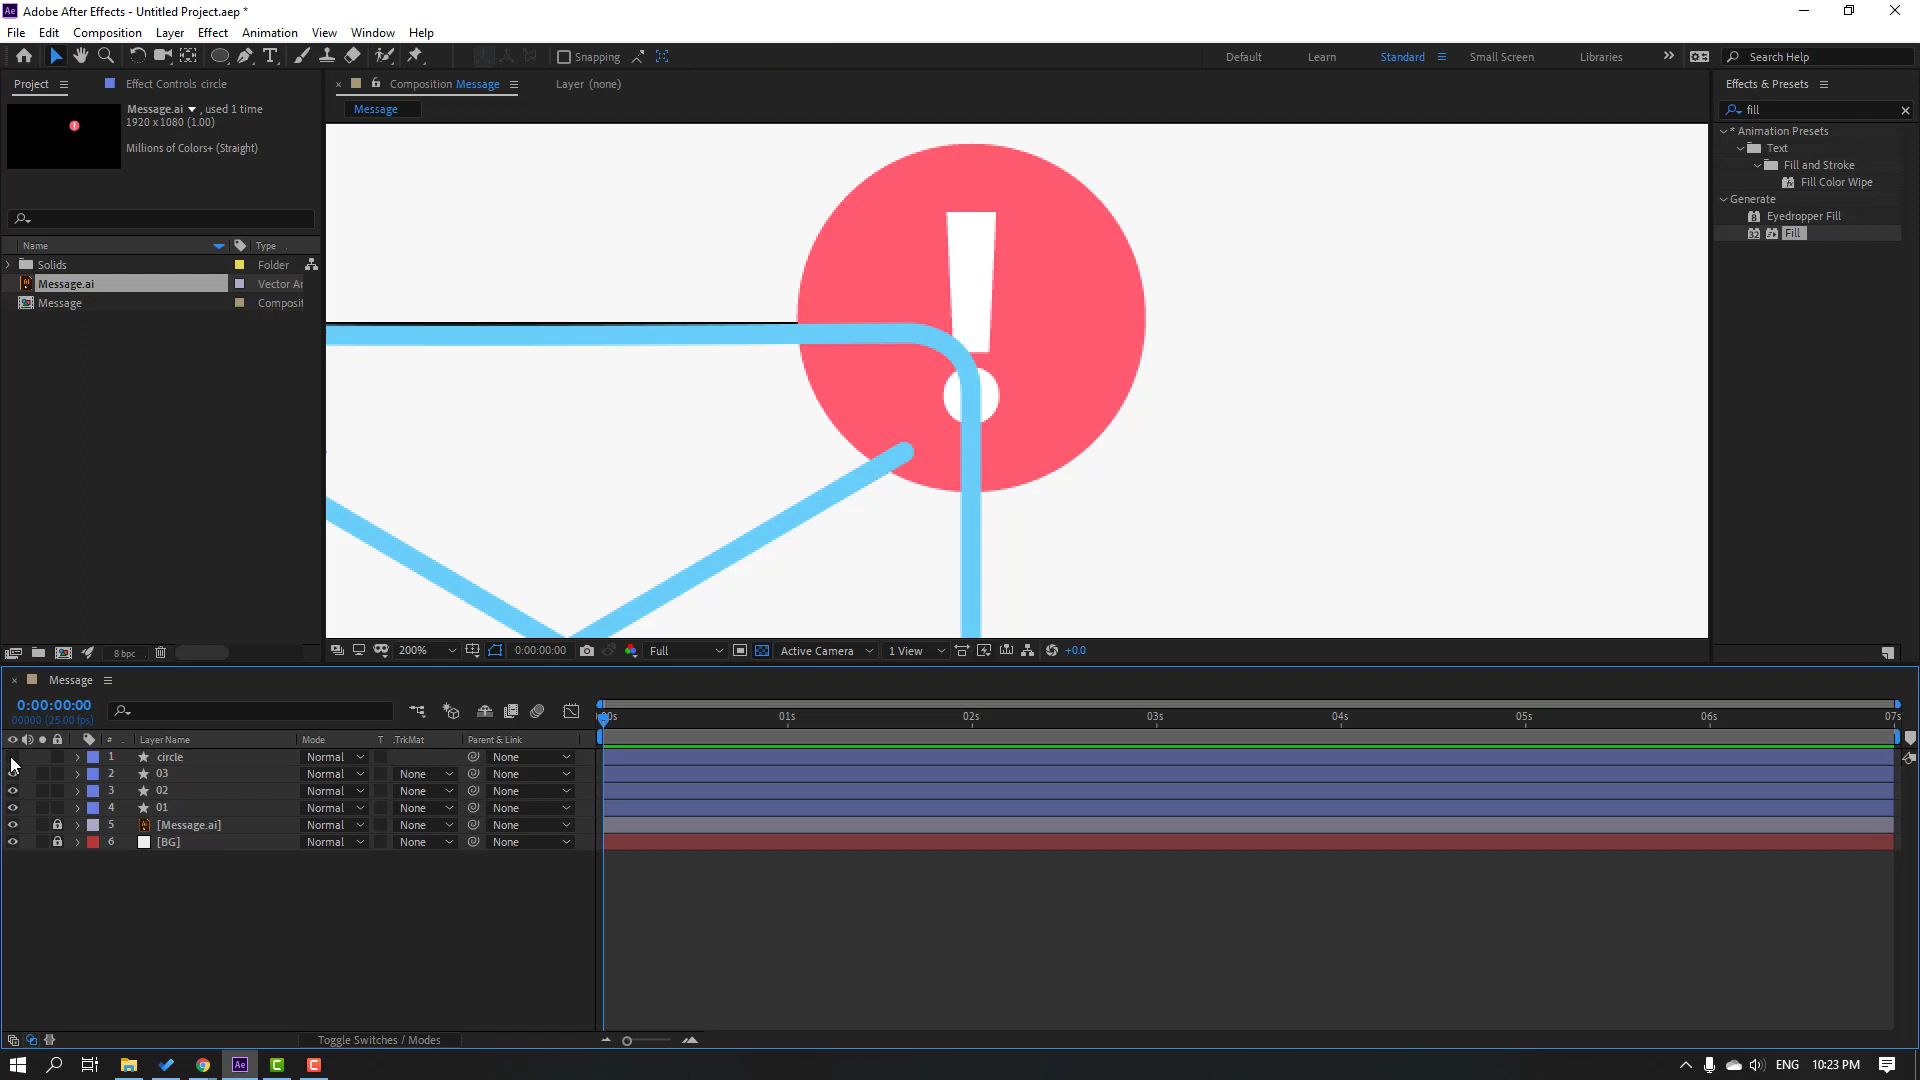 Adobe After Effects - Untitled Project.aep *
File Edit Composition Layer Effect Animation View Window Help
Snapping
Default Learn Standard Small Screen Libraries
Search Help
Project
Effect Controls circle
Composition Message
Layer (none)
Effects & Presets
Message.ai , used 1 time
1920 x 1080 (1.00)
Millions of Colors+ (Straight)
Message
fill
* Animation Presets
Text
Fill and Stroke
Fill Color Wipe
Generate
Eyedropper Fill
Fill
Name Type
Solids Folder
Message.ai Vector Ar
Message Composit
!
8 bpc
200% 0:00:00:00 Full Active Camera 1 View +0.0
Message
0:00:00:00
00000 (25.00 fps)
00s 01s 02s 03s 04s 05s 06s 07s
# Layer Name Mode T .TrkMat Parent & Link
1 circle Normal None
2 03 Normal None None
3 02 Normal None None
4 01 Normal None None
5 [Message.ai] Normal None None
6 [BG] Normal None None
Toggle Switches / Modes
ENG 10:23 PM